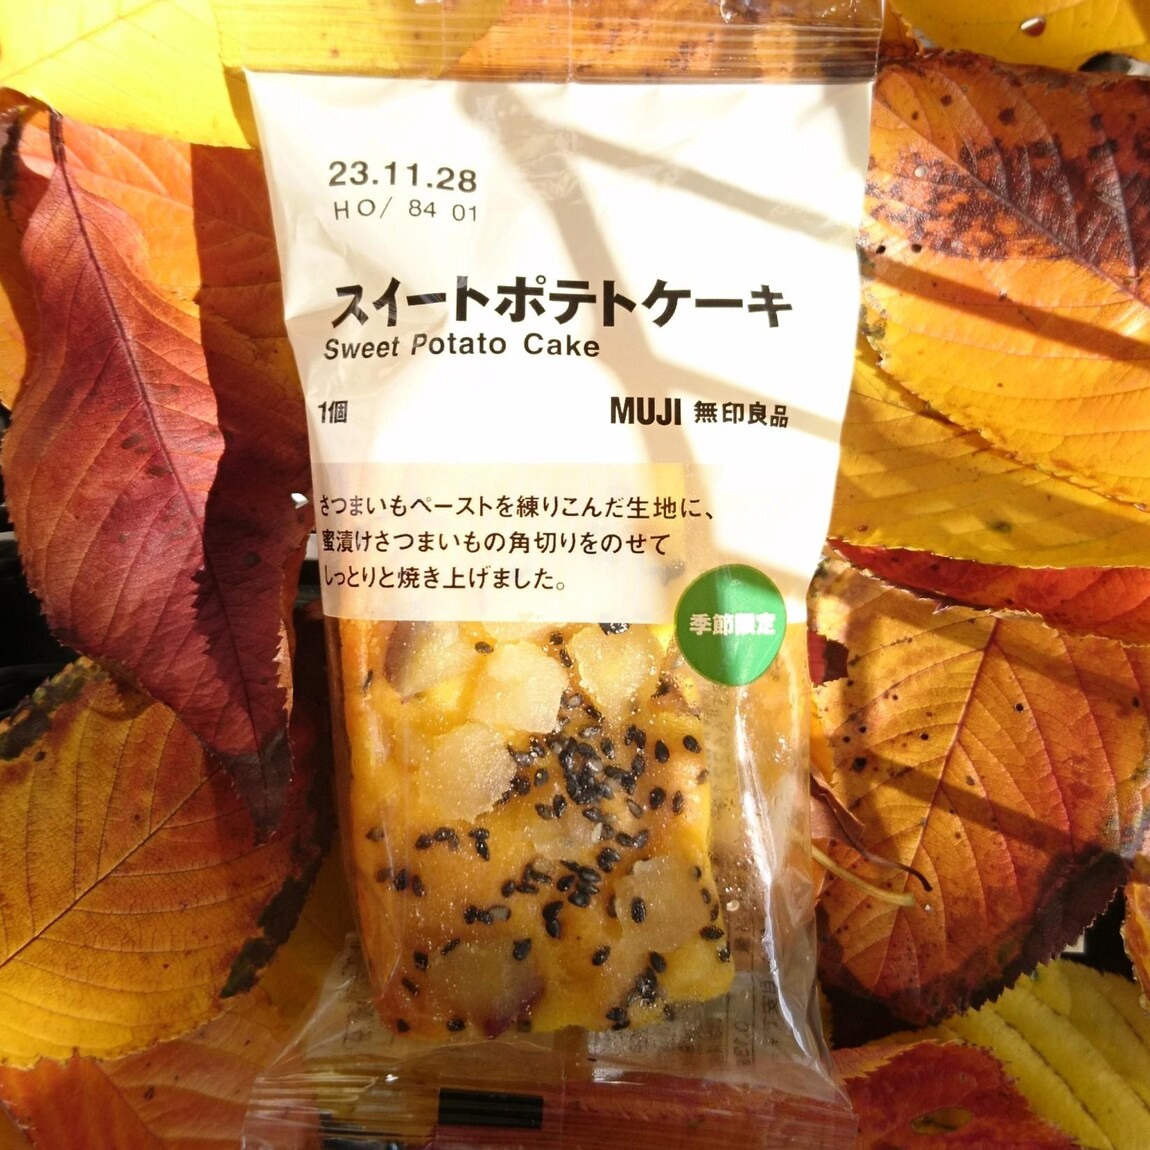 23.11.28
HO/ 84 01
スイートポテトケーキ
Sweet Potato Cake
1個
MUJI 無印良品
さつまいもペーストを練りこんだ生地に、
蜜漬けさつまいもの角切りをのせて
しっとりと焼き上げました。
季節限定